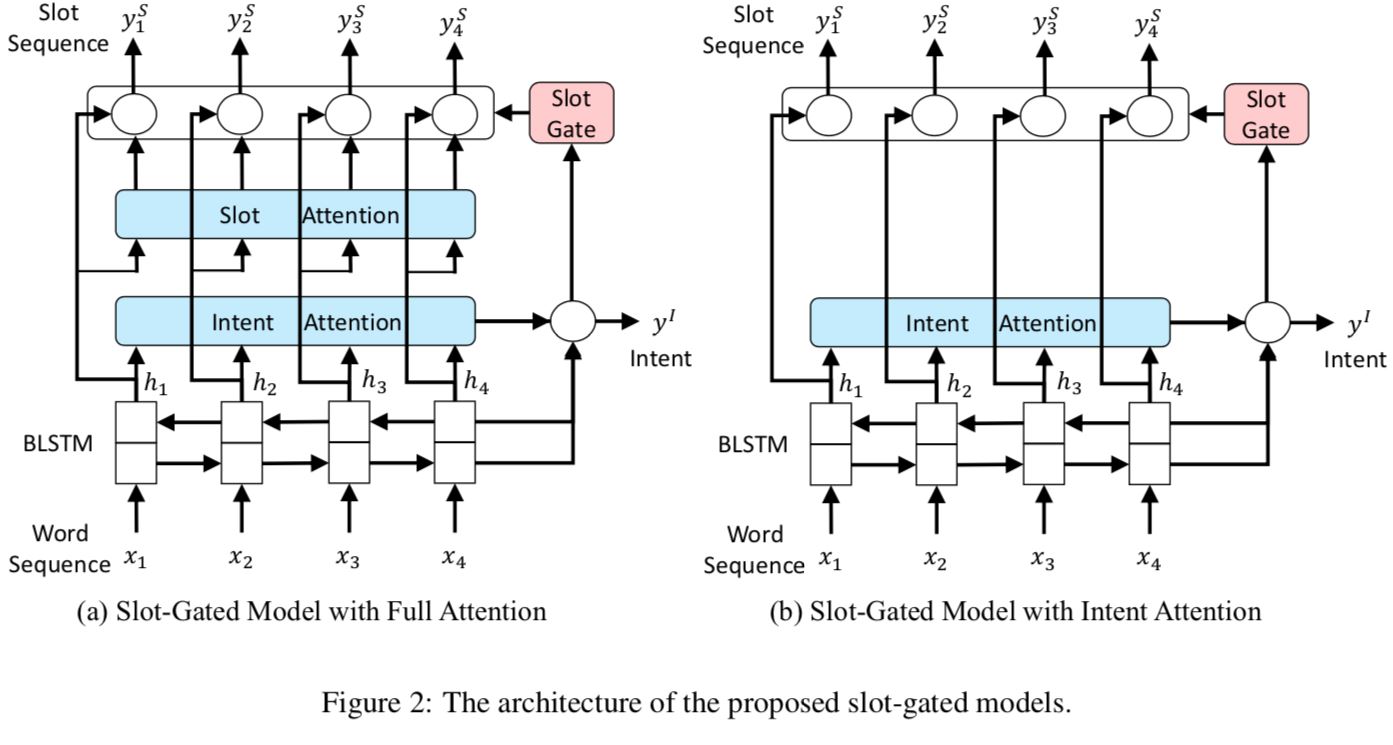 Slot
Sequence
y_1^S y_2^S y_3^S y_4^S
Slot
Gate
Slot Attention
Intent Attention
y^I
Intent
h_1 h_2 h_3 h_4
BLSTM
Word
Sequence
x_1 x_2 x_3 x_4
(a) Slot-Gated Model with Full Attention
Slot
Sequence
y_1^S y_2^S y_3^S y_4^S
Slot
Gate
Intent Attention
y^I
Intent
h_1 h_2 h_3 h_4
BLSTM
Word
Sequence
x_1 x_2 x_3 x_4
(b) Slot-Gated Model with Intent Attention
Figure 2: The architecture of the proposed slot-gated models.